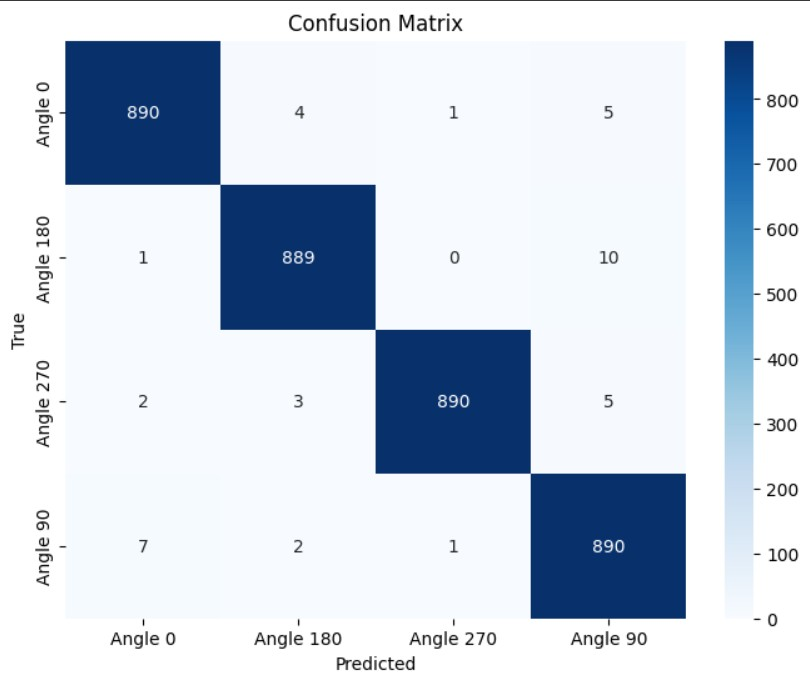 Confusion Matrix
True
Angle 0
890 4 1 5
Angle 180
1 889 0 10
Angle 270
2 3 890 5
Angle 90
7 2 1 890
Angle 0 Angle 180 Angle 270 Angle 90
Predicted
800
700
600
500
400
300
200
100
0